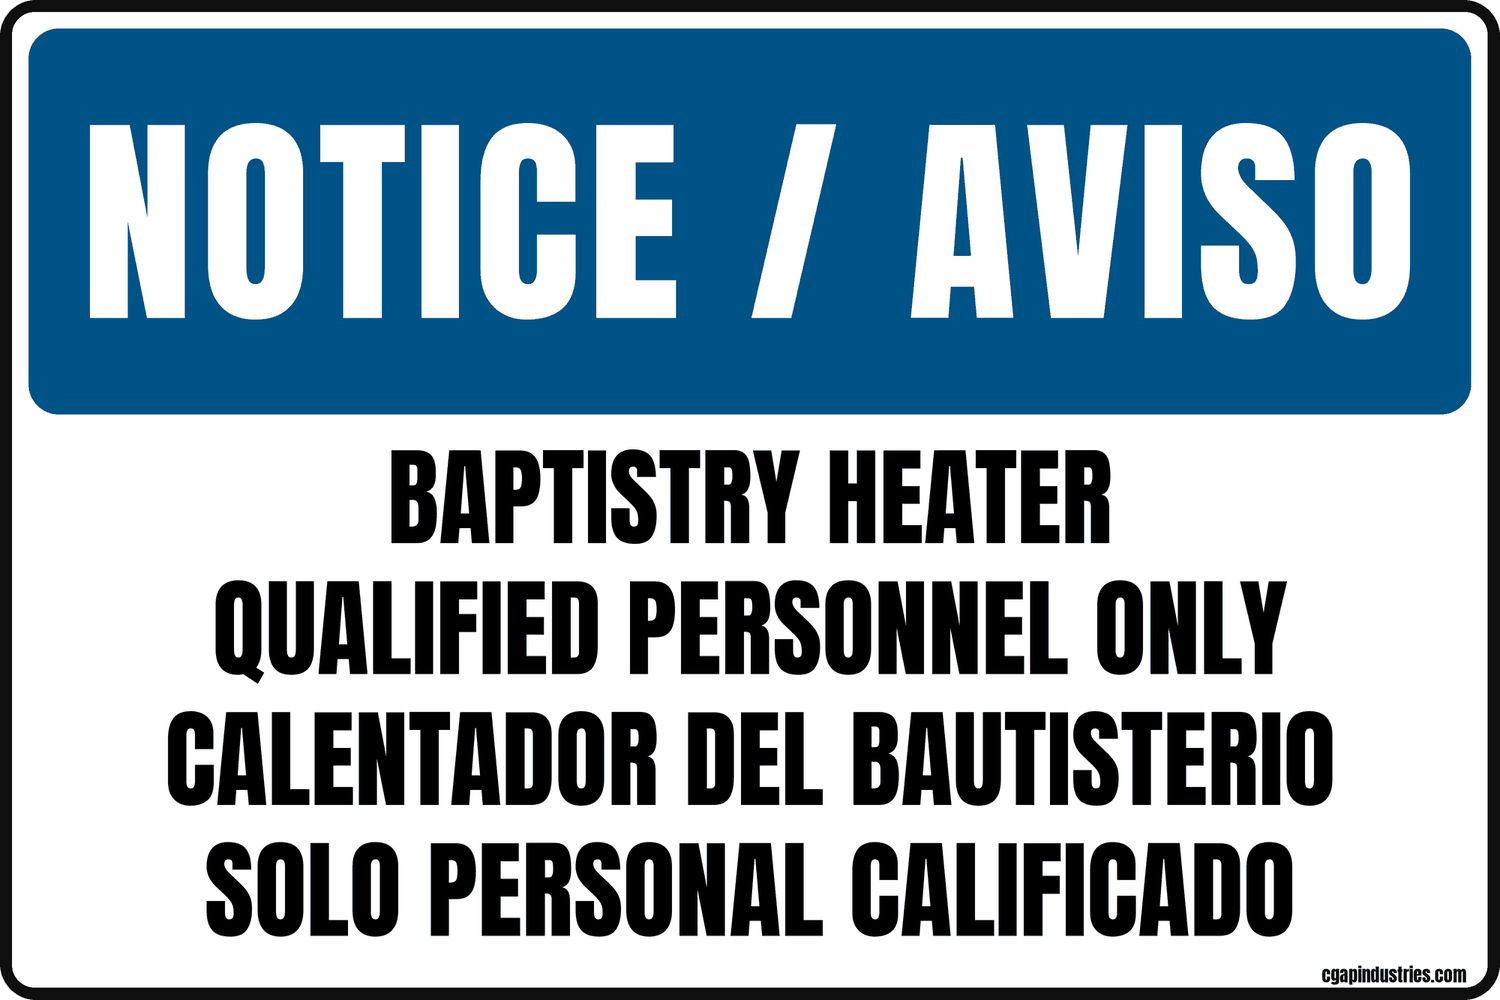 NOTICE / AVISO
BAPTISTRY HEATER
QUALIFIED PERSONNEL ONLY
CALENTADOR DEL BAUTISTERIO
SOLO PERSONAL CALIFICADO
cgapindustries.com